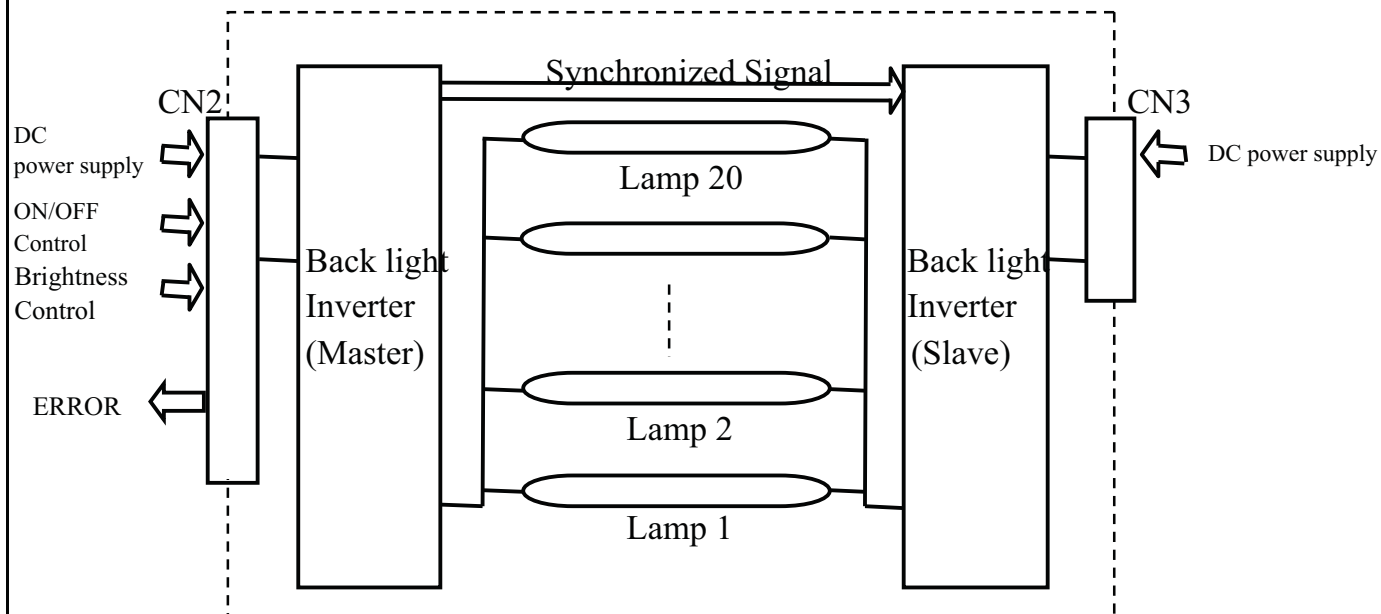 Synchronized Signal
CN2
CN3
DC
power supply
DC power supply
Lamp 20
ON/OFF
Control
Back light
Inverter
(Master)
Back light
Inverter
(Slave)
Brightness
Control
ERROR
Lamp 2
Lamp 1